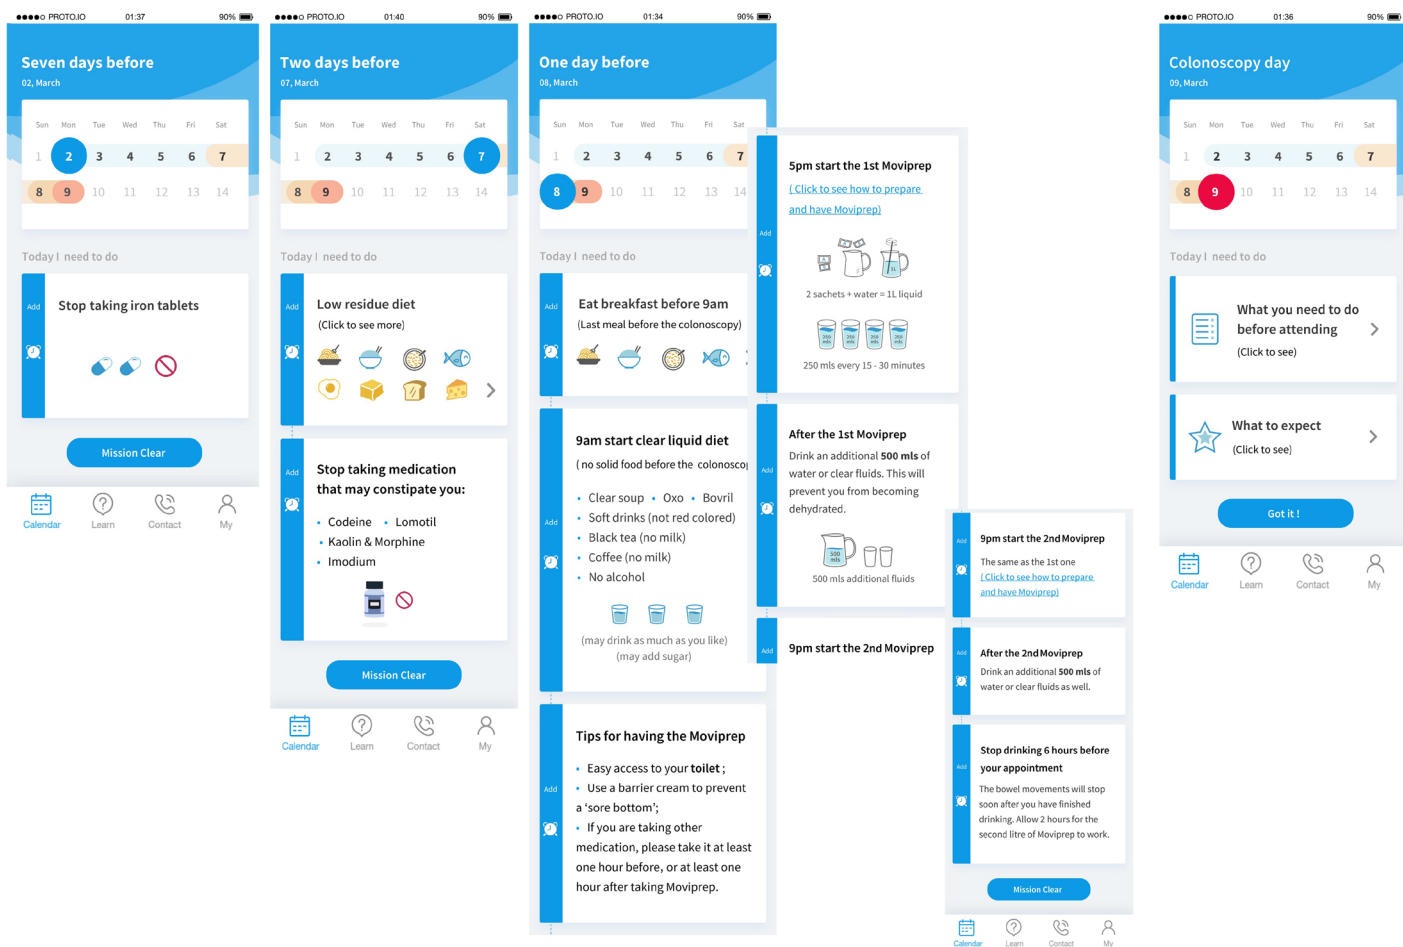 ●●●●○ PROTO.IO 01:37 90%
Seven days before
02, March
Sun Mon Tue Wed Thu Fri Sat
1 2 3 4 5 6 7
8 9 10 11 12 13 14
Today I need to do
Add
Stop taking iron tablets
Mission Clear
Calendar Learn Contact My
●●●●○ PROTO.IO 01:40 90%
Two days before
07, March
Sun Mon Tue Wed Thu Fri Sat
1 2 3 4 5 6 7
8 9 10 11 12 13 14
Today I need to do
Add
Low residue diet
(Click to see more)
Add
Stop taking medication
that may constipate you:
• Codeine • Lomotil
• Kaolin & Morphine
• Imodium
Mission Clear
Calendar Learn Contact My
●●●●○ PROTO.IO 01:34 90%
One day before
08, March
Sun Mon Tue Wed Thu Fri Sat
1 2 3 4 5 6 7
8 9 10 11 12 13 14
Today I need to do
Add
Eat breakfast before 9am
(Last meal before the colonoscopy)
Add
9am start clear liquid diet
( no solid food before the colonosco
• Clear soup • Oxo • Bovril
• Soft drinks (not red colored)
• Black tea (no milk)
• Coffee (no milk)
• No alcohol
(may drink as much as you like)
(may add sugar)
Add
Tips for having the Moviprep
• Easy access to your toilet ;
• Use a barrier cream to prevent
a ‘sore bottom’;
• If you are taking other
medication, please take it at least
one hour before, or at least one
hour after taking Moviprep.
Add
5pm start the 1st Moviprep
( Click to see how to prepare
and have Moviprep)
1L
2 sachets + water = 1L liquid
250 mls 250 mls 250 mls 250 mls
250 mls every 15 - 30 minutes
Add
After the 1st Moviprep
Drink an additional 500 mls of
water or clear fluids. This will
prevent you from becoming
dehydrated.
500 mls
500 mls additional fluids
Add
9pm start the 2nd Moviprep
Add
9pm start the 2nd Moviprep
The same as the 1st one
( Click to see how to prepare
and have Moviprep)
Add
After the 2nd Moviprep
Drink an additional 500 mls of
water or clear fluids as well.
Add
Stop drinking 6 hours before
your appointment
The bowel movements will stop
soon after you have finished
drinking. Allow 2 hours for the
second litre of Moviprep to work.
Mission Clear
Calendar Learn Contact My
●●●●○ PROTO.IO 01:36 90%
Colonoscopy day
09, March
Sun Mon Tue Wed Thu Fri Sat
1 2 3 4 5 6 7
8 9 10 11 12 13 14
Today I need to do
What you need to do
before attending
(Click to see)
What to expect
(Click to see)
Got it !
Calendar Learn Contact My